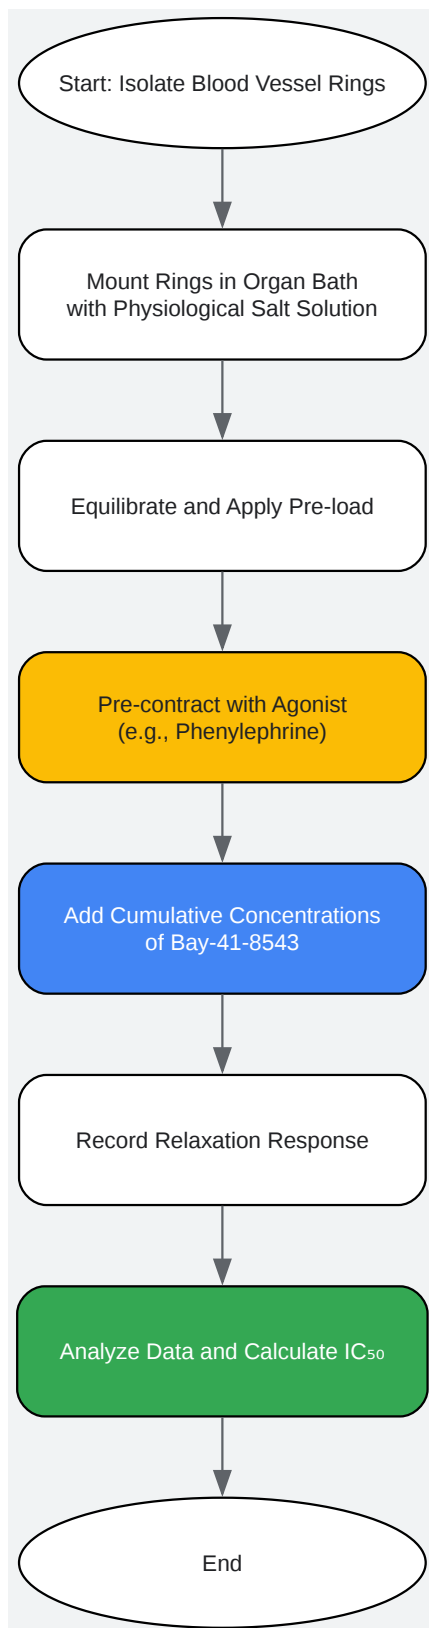 Start: Isolate Blood Vessel Rings
Mount Rings in Organ Bath
with Physiological Salt Solution
Equilibrate and Apply Pre-load
Pre-contract with Agonist
(e.g., Phenylephrine)
Add Cumulative Concentrations
of Bay-41-8543
Record Relaxation Response
Analyze Data and Calculate IC₅₀
End